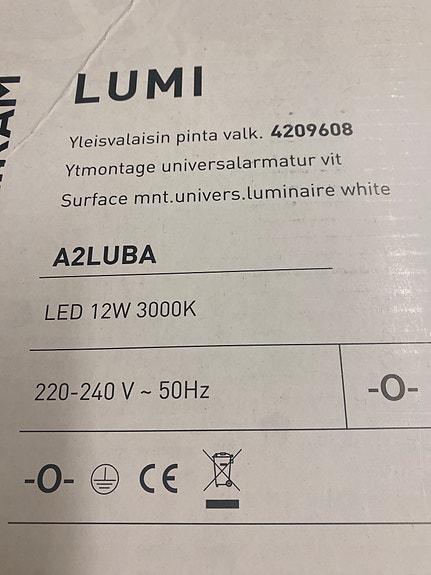 LUMI
Yleisvalaisin pinta valk. 4209608
Ytmontage universalarmatur vit
Surface mnt.univers.luminaire white
A2LUBA
LED 12W 3000K
220-240 V ~ 50Hz
-O-
-O- CE